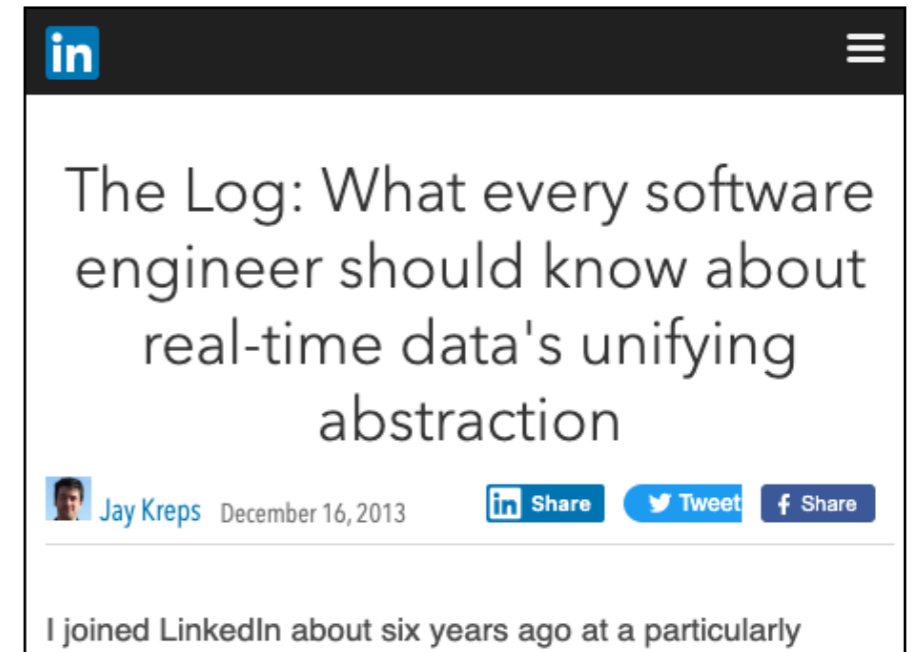 in
The Log: What every software
engineer should know about
real-time data's unifying
abstraction
Jay Kreps December 16, 2013 in Share Tweet f Share
I joined LinkedIn about six years ago at a particularly